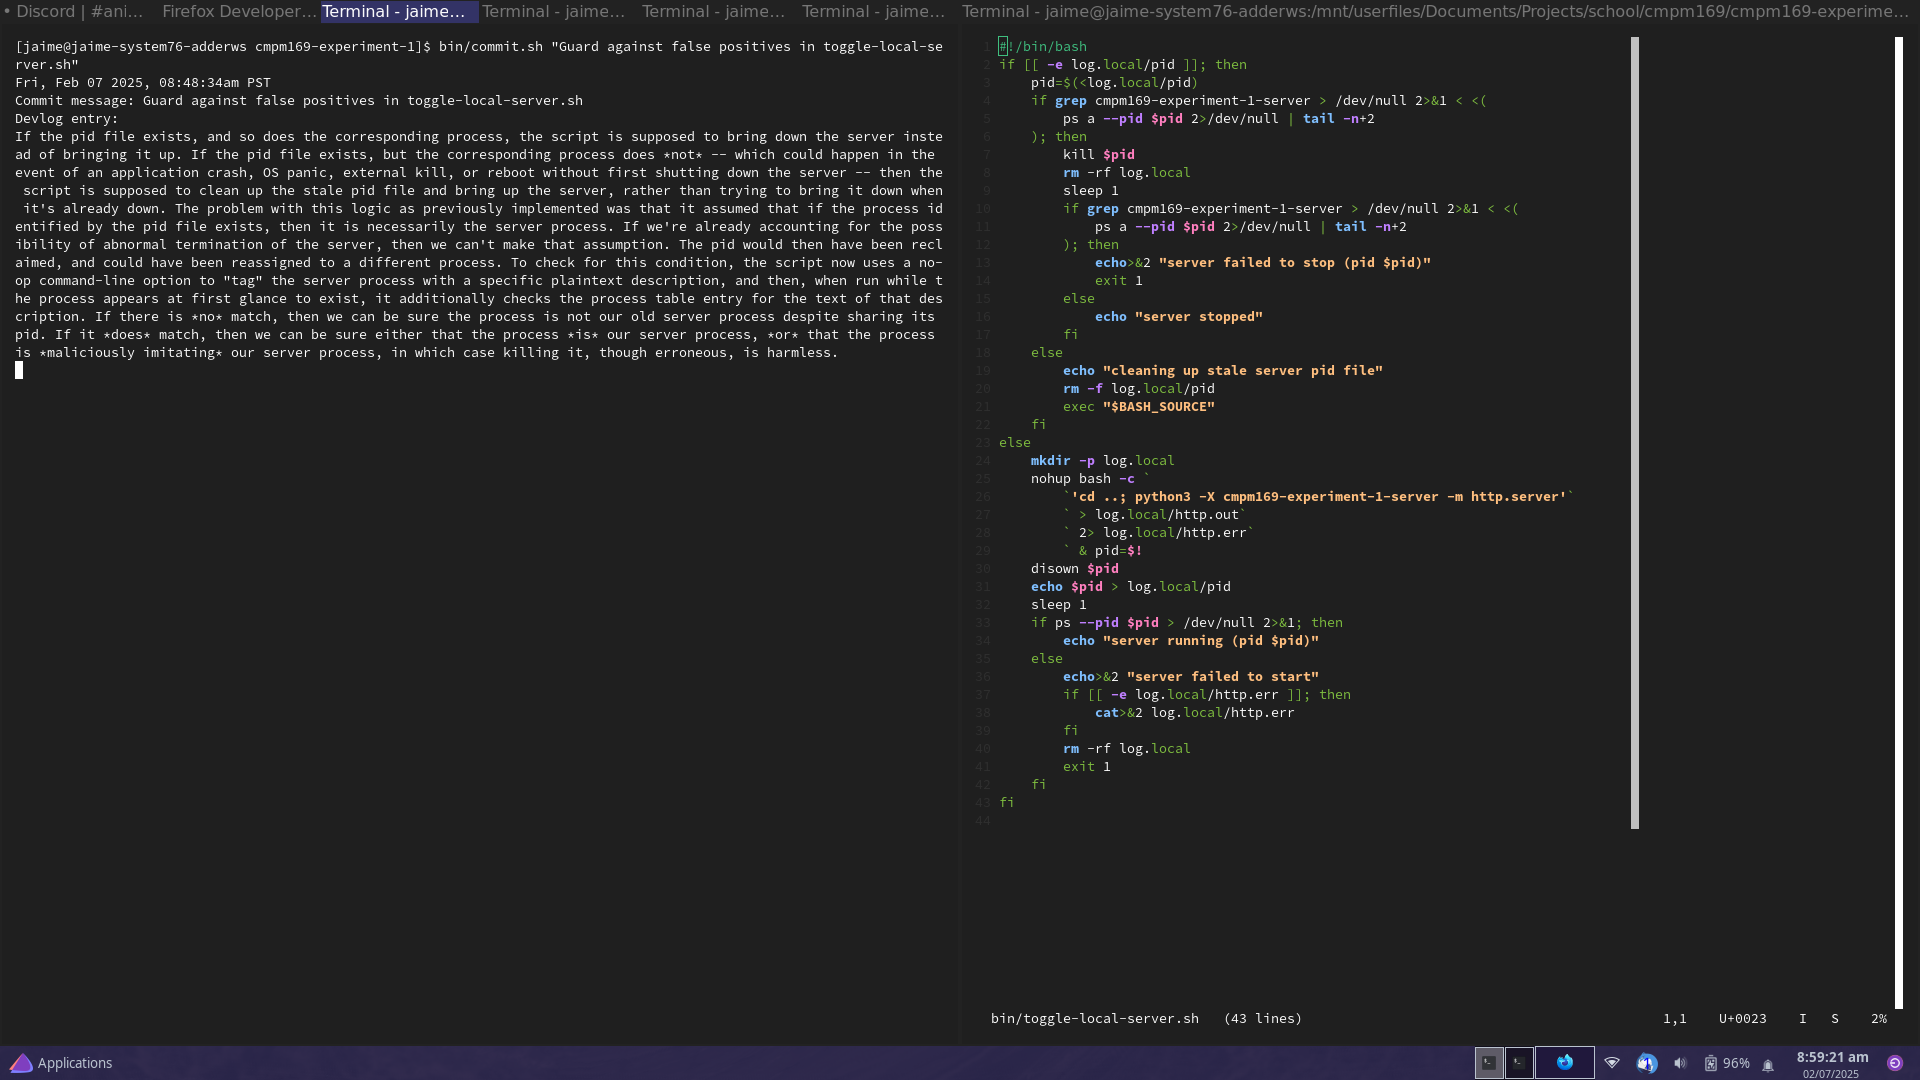 • Discord | #ani... Firefox Developer... Terminal - jaime... Terminal - jaime... Terminal - jaime... Terminal - jaime... Terminal - jaime@jaime-system76-adderws:/mnt/userfiles/Documents/Projects/school/cmpm169/cmpm169-experime...
[jaime@jaime-system76-adderws cmpm169-experiment-1]$ bin/commit.sh "Guard against false positives in toggle-local-se
rver.sh"
Fri, Feb 07 2025, 08:48:34am PST
Commit message: Guard against false positives in toggle-local-server.sh
Devlog entry:
If the pid file exists, and so does the corresponding process, the script is supposed to bring down the server inste
ad of bringing it up. If the pid file exists, but the corresponding process does *not* -- which could happen in the
event of an application crash, OS panic, external kill, or reboot without first shutting down the server -- then the
 script is supposed to clean up the stale pid file and bring up the server, rather than trying to bring it down when
 it's already down. The problem with this logic as previously implemented was that it assumed that if the process id
entified by the pid file exists, then it is necessarily the server process. If we're already accounting for the poss
ibility of abnormal termination of the server, then we can't make that assumption. The pid would then have been recl
aimed, and could have been reassigned to a different process. To check for this condition, the script now uses a no-
op command-line option to "tag" the server process with a specific plaintext description, and then, when run while t
he process appears at first glance to exist, it additionally checks the process table entry for the text of that des
cription. If there is *no* match, then we can be sure the process is not our old server process despite sharing its
pid. If it *does* match, then we can be sure either that the process *is* our server process, *or* that the process
is *maliciously imitating* our server process, in which case killing it, though erroneous, is harmless.
1 #!/bin/bash
2 if [[ -e log.local/pid ]]; then
3     pid=$(<log.local/pid)
4     if grep cmpm169-experiment-1-server > /dev/null 2>&1 < <(
5         ps a --pid $pid 2>/dev/null | tail -n+2
6     ); then
7         kill $pid
8         rm -rf log.local
9         sleep 1
10         if grep cmpm169-experiment-1-server > /dev/null 2>&1 < <(
11             ps a --pid $pid 2>/dev/null | tail -n+2
12         ); then
13             echo>&2 "server failed to stop (pid $pid)"
14             exit 1
15         else
16             echo "server stopped"
17         fi
18     else
19         echo "cleaning up stale server pid file"
20         rm -f log.local/pid
21         exec "$BASH_SOURCE"
22     fi
23 else
24     mkdir -p log.local
25     nohup bash -c `
26         `'cd ..; python3 -X cmpm169-experiment-1-server -m http.server'`
27         ` > log.local/http.out`
28         ` 2> log.local/http.err`
29         ` & pid=$!
30     disown $pid
31     echo $pid > log.local/pid
32     sleep 1
33     if ps --pid $pid > /dev/null 2>&1; then
34         echo "server running (pid $pid)"
35     else
36         echo>&2 "server failed to start"
37         if [[ -e log.local/http.err ]]; then
38             cat>&2 log.local/http.err
39         fi
40         rm -rf log.local
41         exit 1
42     fi
43 fi
44
bin/toggle-local-server.sh (43 lines) 1,1 U+0023 I S 2%
Applications 96% 8:59:21 am
02/07/2025